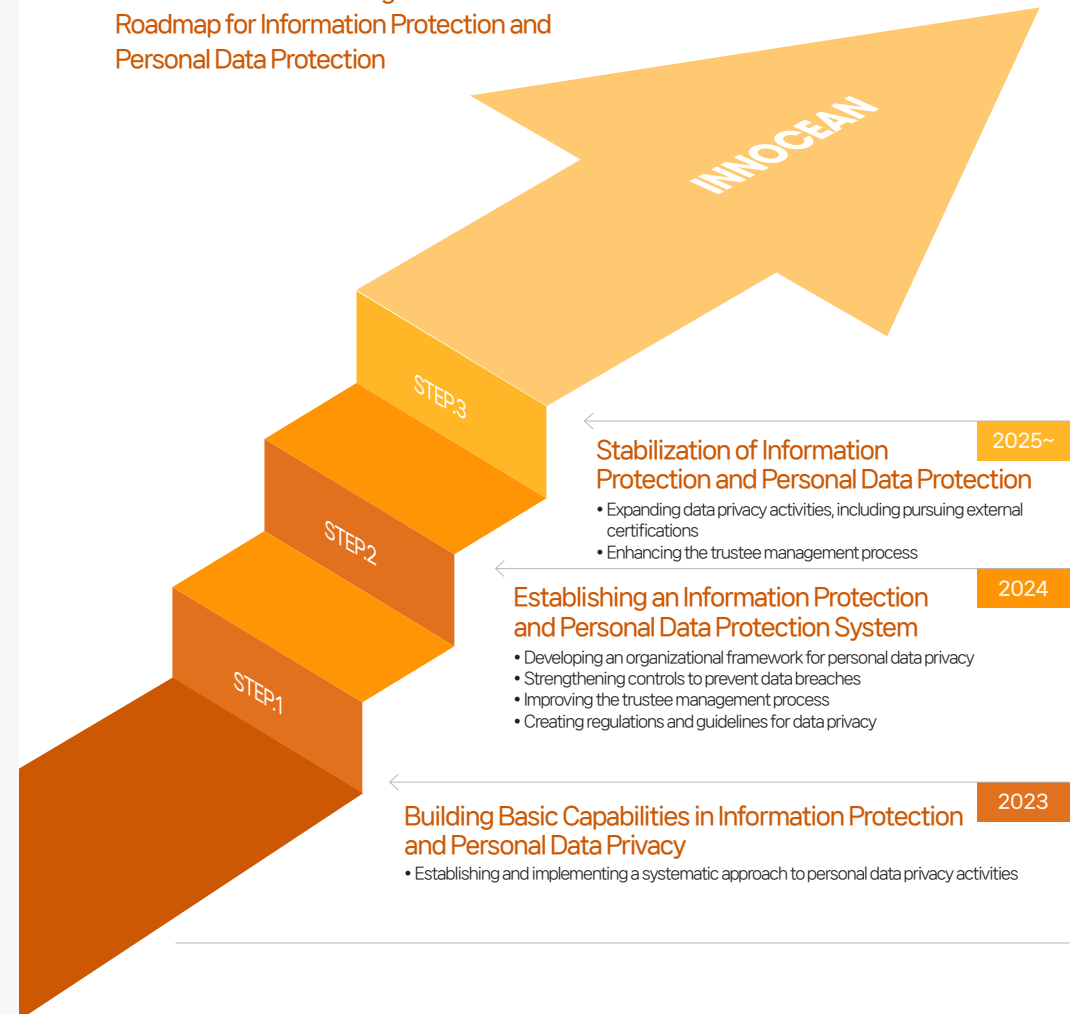 Roadmap for Information Protection and
Personal Data Protection
INNOCEAN
STEP.3
2025~
Stabilization of Information
Protection and Personal Data Protection
• Expanding data privacy activities, including pursuing external
certifications
• Enhancing the trustee management process
STEP.2
2024
Establishing an Information Protection
and Personal Data Protection System
• Developing an organizational framework for personal data privacy
• Strengthening controls to prevent data breaches
• Improving the trustee management process
• Creating regulations and guidelines for data privacy
STEP.1
2023
Building Basic Capabilities in Information Protection
and Personal Data Privacy
• Establishing and implementing a systematic approach to personal data privacy activities